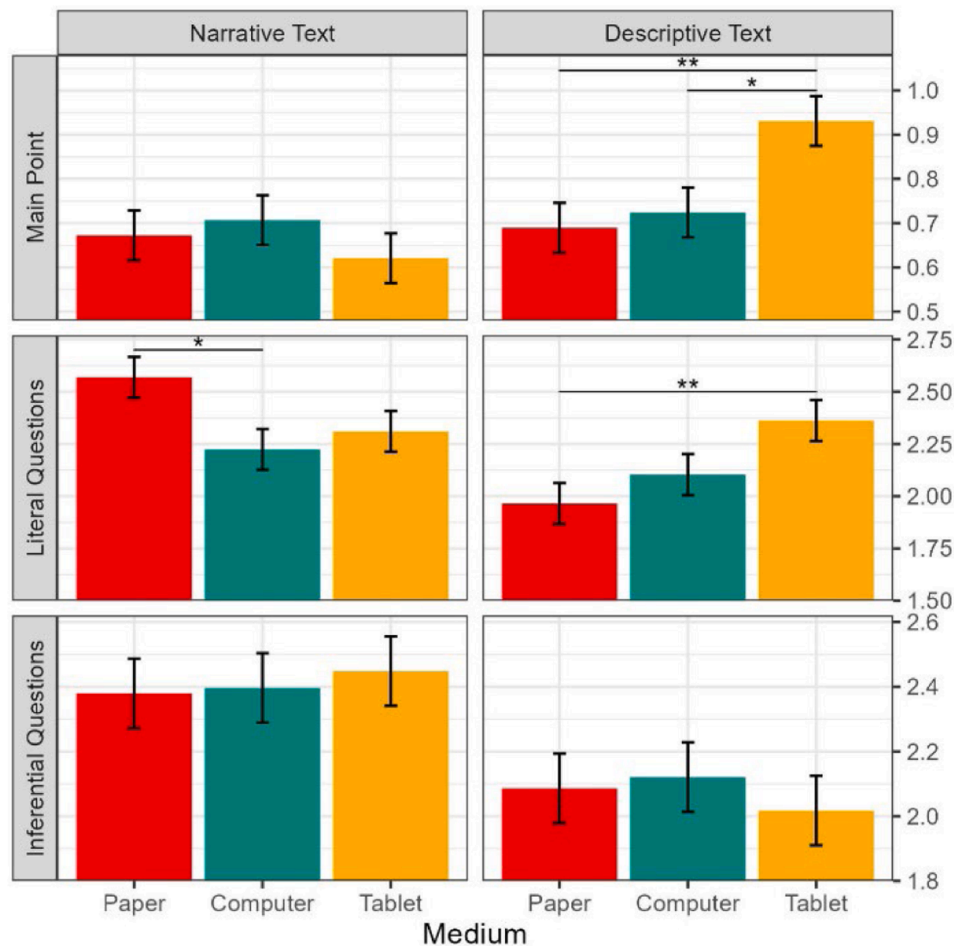 Narrative Text
Descriptive Text
Main Point
**
*
1.0
0.9
0.8
0.7
0.6
0.5
Literal Questions
*
**
2.75
2.50
2.25
2.00
1.75
1.50
Inferential Questions
2.6
2.4
2.2
2.0
1.8
Paper Computer Tablet
Paper Computer Tablet
Medium